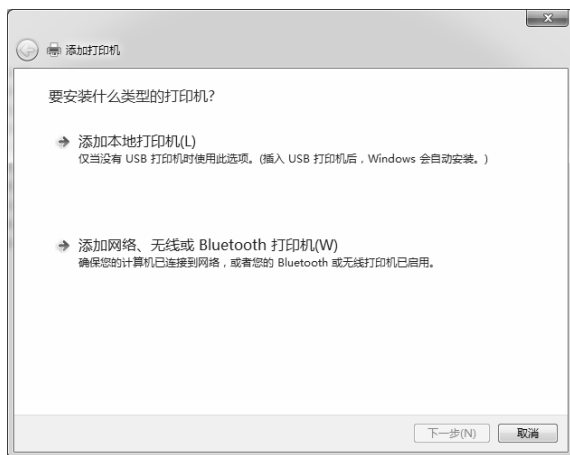 添加打印机
要安装什么类型的打印机?
添加本地打印机(L)
仅当没有 USB 打印机时使用此选项。(插入 USB 打印机后，Windows 会自动安装。)
添加网络、无线或 Bluetooth 打印机(W)
确保您的计算机已连接到网络，或者您的 Bluetooth 或无线打印机已启用。
下一步(N) 取消